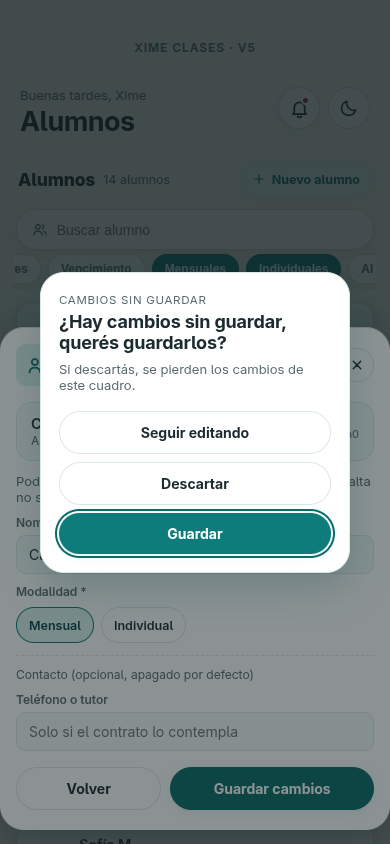 XIME CLASES · V5
Buenas tardes, Xime
Alumnos
Alumnos 14 alumnos
+ Nuevo alumno
Buscar alumno
es Vencimiento Mensuales Individuales Al
CAMBIOS SIN GUARDAR
¿Hay cambios sin guardar,
querés guardarlos?
Si descartás, se pierden los cambios de
este cuadro.
Seguir editando
Descartar
Guardar
Modalidad *
Mensual Individual
Contacto (opcional, apagado por defecto)
Teléfono o tutor
Solo si el contrato lo contempla
Volver Guardar cambios